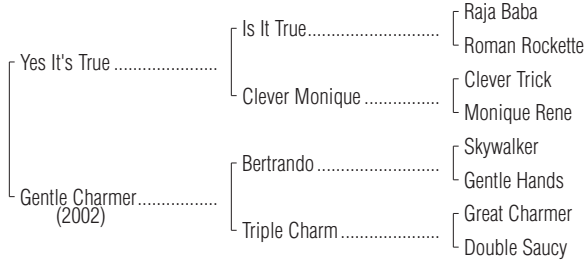 Raja Baba
Is It True
Roman Rockette
Yes It's True
Clever Trick
Clever Monique
Monique Rene
Skywalker
Bertrando
Gentle Hands
Gentle Charmer
(2002)
Great Charmer
Triple Charm
Double Saucy